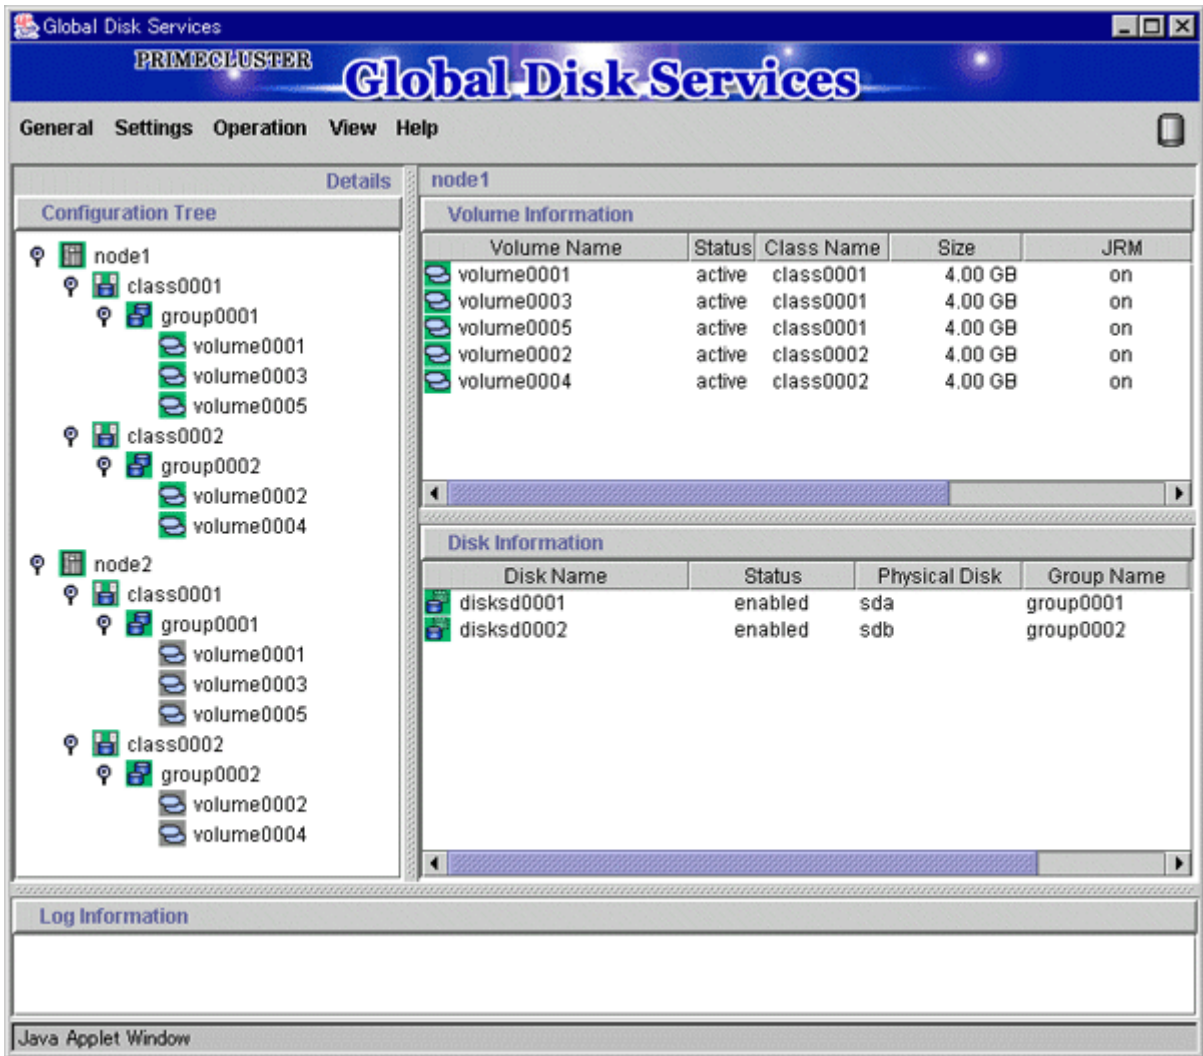 Global Disk Services
PRIMECLUSTER
Global Disk Services
General Settings Operation View Help
Details
Configuration Tree
node1
class0001
group0001
volume0001
volume0003
volume0005
class0002
group0002
volume0002
volume0004
node2
class0001
group0001
volume0001
volume0003
volume0005
class0002
group0002
volume0002
volume0004
node1
Volume Information
Volume Name Status Class Name Size JRM
volume0001 active class0001 4.00 GB on
volume0003 active class0001 4.00 GB on
volume0005 active class0001 4.00 GB on
volume0002 active class0002 4.00 GB on
volume0004 active class0002 4.00 GB on
Disk Information
Disk Name Status Physical Disk Group Name
disksd0001 enabled sda group0001
disksd0002 enabled sdb group0002
Log Information
Java Applet Window